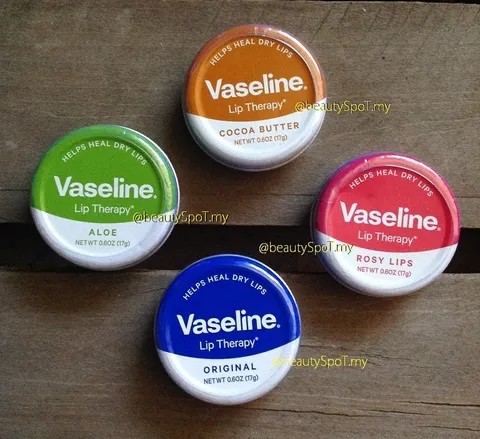 HELPS HEAL DRY LIPS
Vaseline®
Lip Therapy®
COCOA BUTTER
NETWT 0.6OZ (17g)
@beautySpoT.my
HELPS HEAL DRY LIPS
Vaseline®
Lip Therapy®
ALOE
NETWT 0.6OZ (17g)
@beautySpoT.my
HELPS HEAL DRY LIPS
Vaseline®
Lip Therapy®
ROSY LIPS
NETWT 0.6OZ (17g)
@beautySpoT.my
HELPS HEAL DRY LIPS
Vaseline®
Lip Therapy®
ORIGINAL
NETWT 0.6OZ (17g)
@beautySpoT.my